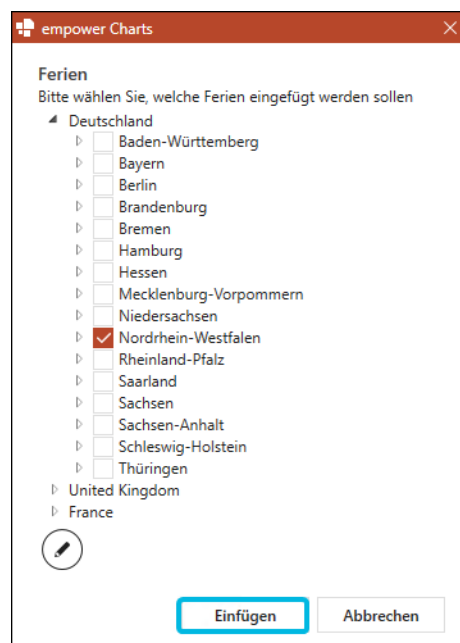 empower Charts
Ferien
Bitte wählen Sie, welche Ferien eingefügt werden sollen
Deutschland
Baden-Württemberg
Bayern
Berlin
Brandenburg
Bremen
Hamburg
Hessen
Mecklenburg-Vorpommern
Niedersachsen
Nordrhein-Westfalen
Rheinland-Pfalz
Saarland
Sachsen
Sachsen-Anhalt
Schleswig-Holstein
Thüringen
United Kingdom
France
Einfügen Abbrechen